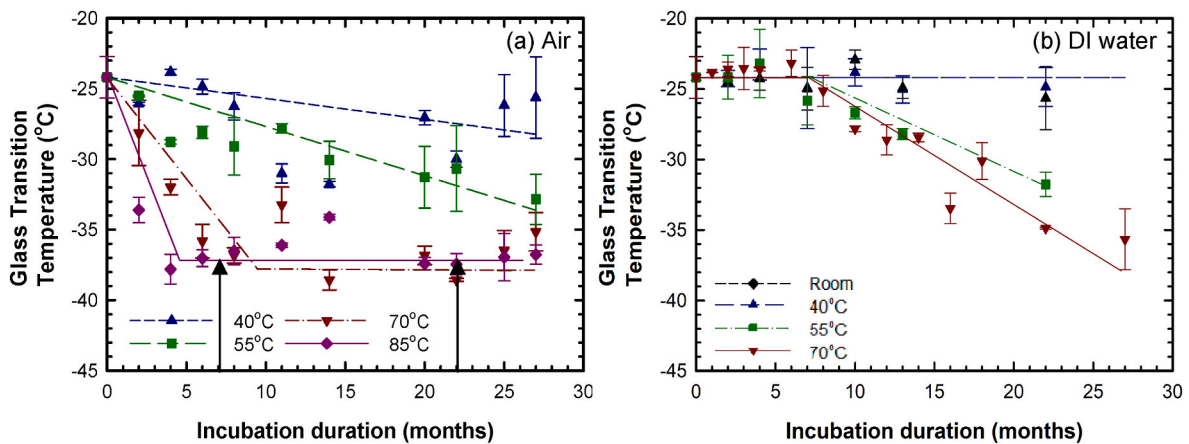 (a) Air
Glass Transition
Temperature (°C)
-20
-25
-30
-35
-40
-45
0
5
10
15
20
25
30
40°C
70°C
55°C
85°C
Incubation duration (months)
(b) DI water
Glass Transition
Temperature (°C)
-20
-25
-30
-35
-40
-45
0
5
10
15
20
25
30
Room
40°C
55°C
70°C
Incubation duration (months)